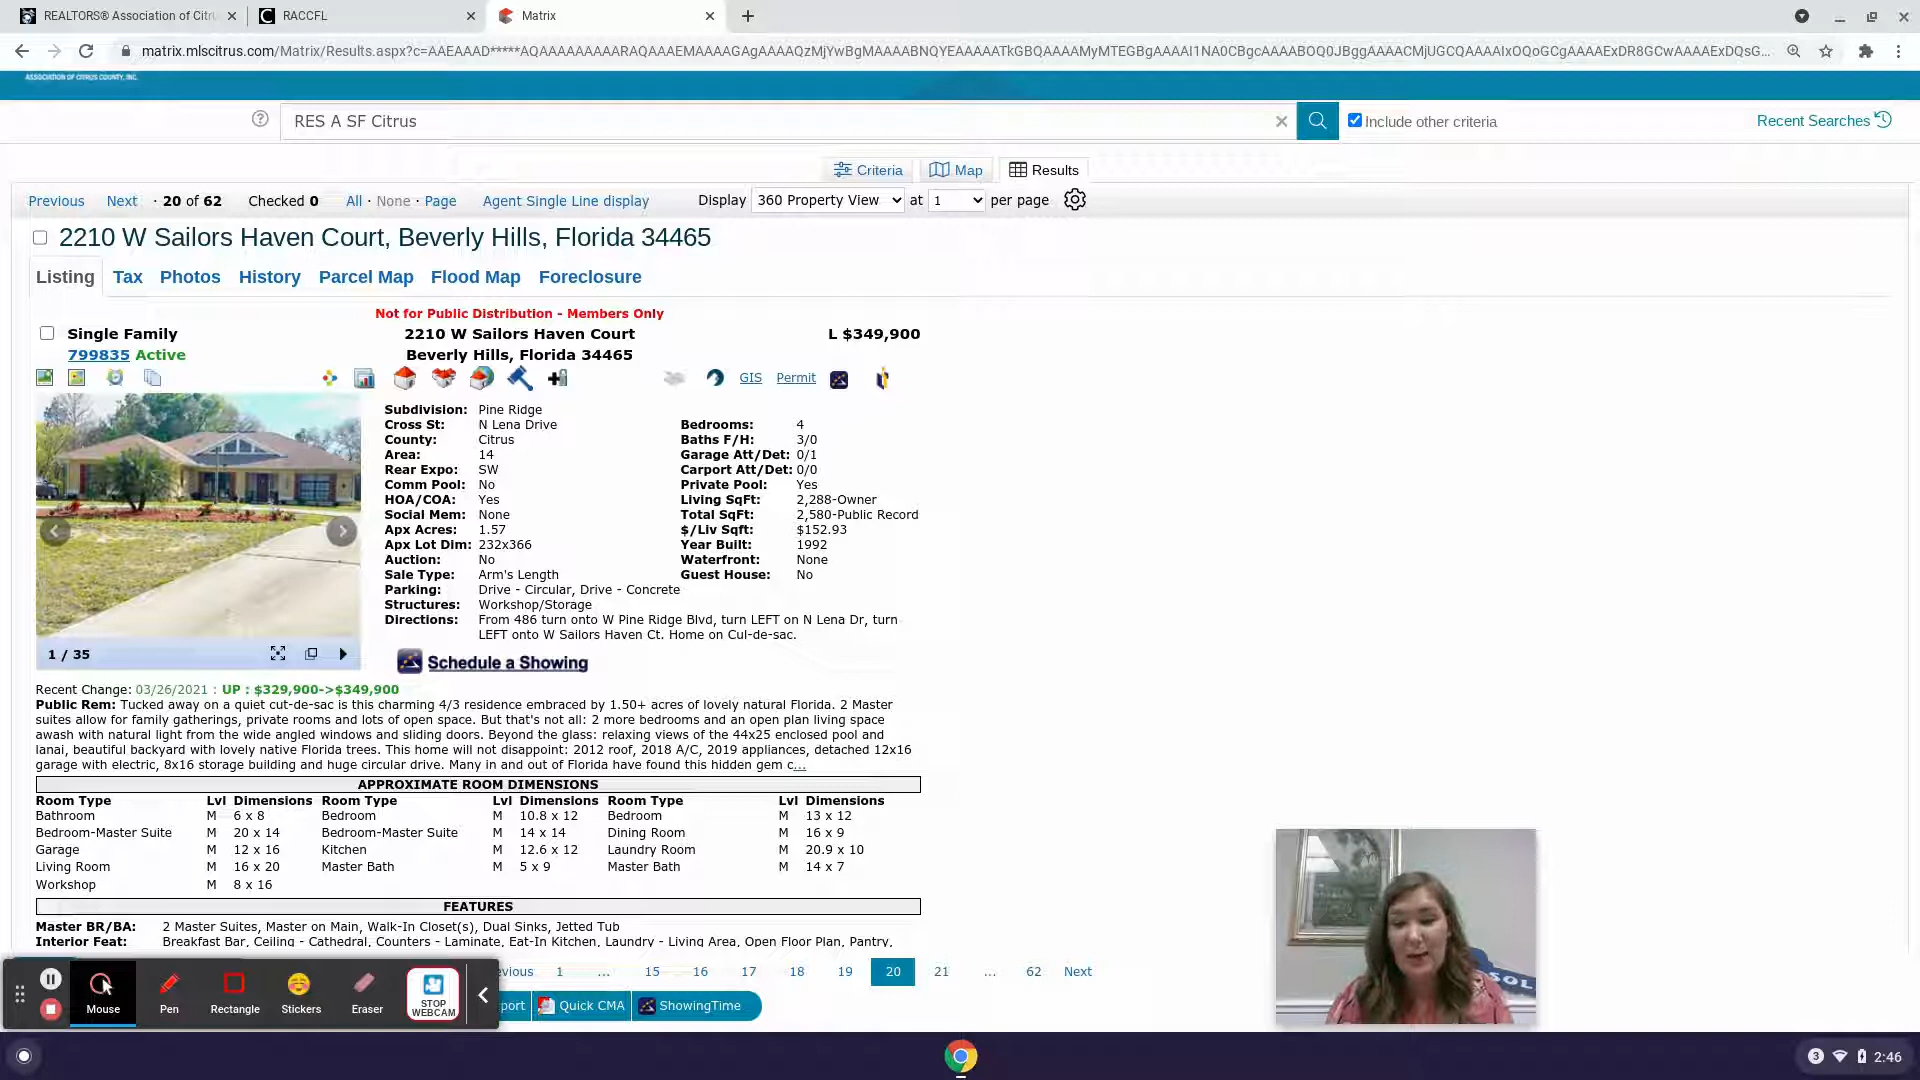 REALTORS® Association of Citru
RACCFL
Matrix
matrix.mlscitrus.com/Matrix/Results.aspx?c=AAEAAAD*****AQAAAAAAAAARAQAAAEMAAAAGAgAAAAQzMjYwBgMAAAABNQYEAAAAATkGBQAAAAMyMTEGBgAAAAI1NA0CBgcAAAABOQ0JBggAAAACMjUGCQAAAAIxOQoGCgAAAAExDR8GCwAAAAExDQsG...
ASSOCIATION OF CITRUS COUNTY, INC.
RES A SF Citrus
Include other criteria
Recent Searches
Criteria
Map
Results
Previous Next · 20 of 62 Checked 0 All · None · Page Agent Single Line display Display 360 Property View at 1 per page
2210 W Sailors Haven Court, Beverly Hills, Florida 34465
Listing Tax Photos History Parcel Map Flood Map Foreclosure
Not for Public Distribution - Members Only
Single Family 2210 W Sailors Haven Court L $349,900
799835 Active Beverly Hills, Florida 34465
GIS Permit
Subdivision: Pine Ridge
Cross St: N Lena Drive Bedrooms: 4
County: Citrus Baths F/H: 3/0
Area: 14 Garage Att/Det: 0/1
Rear Expo: SW Carport Att/Det: 0/0
Comm Pool: No Private Pool: Yes
HOA/COA: Yes Living SqFt: 2,288-Owner
Social Mem: None Total SqFt: 2,580-Public Record
Apx Acres: 1.57 $/Liv Sqft: $152.93
Apx Lot Dim: 232x366 Year Built: 1992
Auction: No Waterfront: None
Sale Type: Arm's Length Guest House: No
Parking: Drive - Circular, Drive - Concrete
Structures: Workshop/Storage
Directions: From 486 turn onto W Pine Ridge Blvd, turn LEFT on N Lena Dr, turn
LEFT onto W Sailors Haven Ct. Home on Cul-de-sac.
1 / 35
Schedule a Showing
Recent Change: 03/26/2021 : UP : $329,900->$349,900
Public Rem: Tucked away on a quiet cut-de-sac is this charming 4/3 residence embraced by 1.50+ acres of lovely natural Florida. 2 Master
suites allow for family gatherings, private rooms and lots of open space. But that's not all: 2 more bedrooms and an open plan living space
awash with natural light from the wide angled windows and sliding doors. Beyond the glass: relaxing views of the 44x25 enclosed pool and
lanai, beautiful backyard with lovely native Florida trees. This home will not disappoint: 2012 roof, 2018 A/C, 2019 appliances, detached 12x16
garage with electric, 8x16 storage building and huge circular drive. Many in and out of Florida have found this hidden gem c...
APPROXIMATE ROOM DIMENSIONS
Room Type Lvl Dimensions Room Type Lvl Dimensions Room Type Lvl Dimensions
Bathroom M 6 x 8 Bedroom M 10.8 x 12 Bedroom M 13 x 12
Bedroom-Master Suite M 20 x 14 Bedroom-Master Suite M 14 x 14 Dining Room M 16 x 9
Garage M 12 x 16 Kitchen M 12.6 x 12 Laundry Room M 20.9 x 10
Living Room M 16 x 20 Master Bath M 5 x 9 Master Bath M 14 x 7
Workshop M 8 x 16
FEATURES
Master BR/BA: 2 Master Suites, Master on Main, Walk-In Closet(s), Dual Sinks, Jetted Tub
Interior Feat: Breakfast Bar, Ceiling - Cathedral, Counters - Laminate, Eat-In Kitchen, Laundry - Living Area, Open Floor Plan, Pantry,
evious 1 ... 15 16 17 18 19 20 21 ... 62 Next
port Quick CMA ShowingTime
Mouse Pen Rectangle Stickers Eraser STOP
WEBCAM
SOL
3 2:46